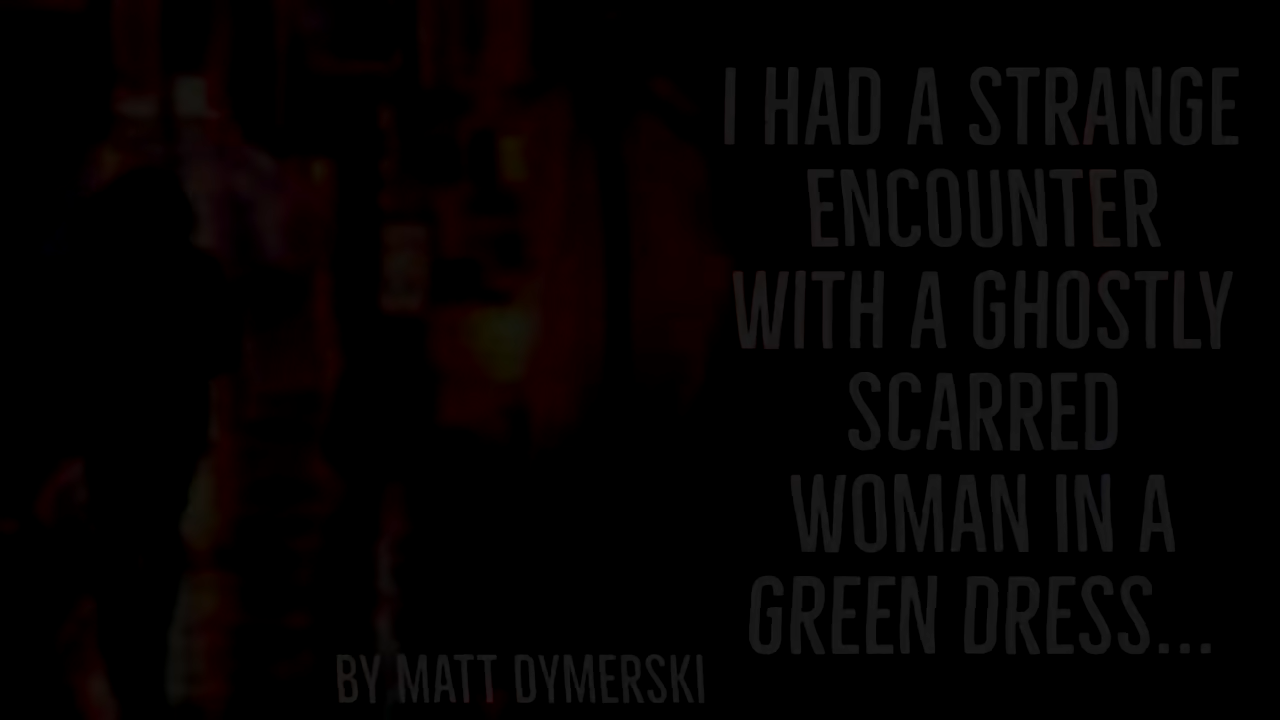 I HAD A STRANGE
ENCOUNTER
WITH A GHOSTLY
SCARRED
WOMAN IN A
GREEN DRESS...
BY MATT DYMERSKI